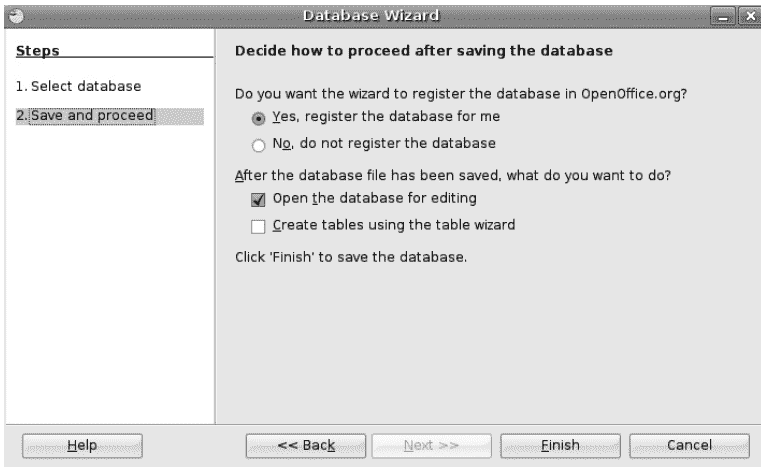 Database Wizard
Steps
1. Select database
2. Save and proceed
Decide how to proceed after saving the database
Do you want the wizard to register the database in OpenOffice.org?
Yes, register the database for me
No, do not register the database
After the database file has been saved, what do you want to do?
Open the database for editing
Create tables using the table wizard
Click 'Finish' to save the database.
Help
<< Back
Next >>
Finish
Cancel